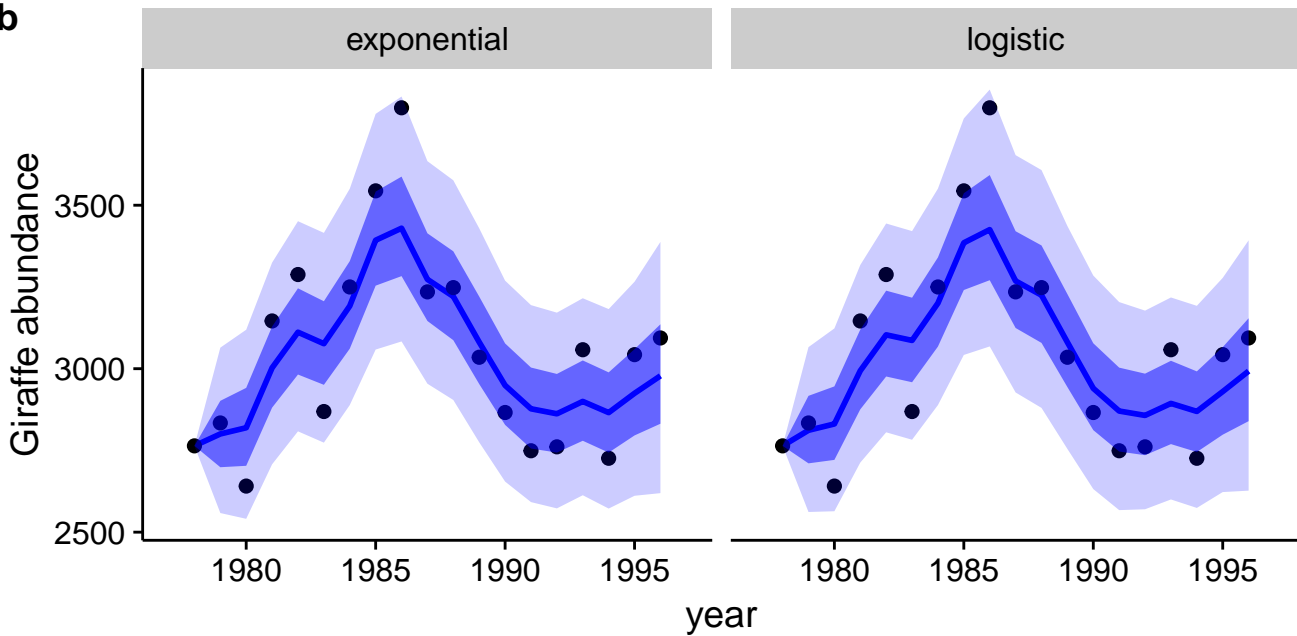 b
exponential
logistic
Giraffe abundance
3500
3000
2500
1980 1985 1990 1995
1980 1985 1990 1995
year